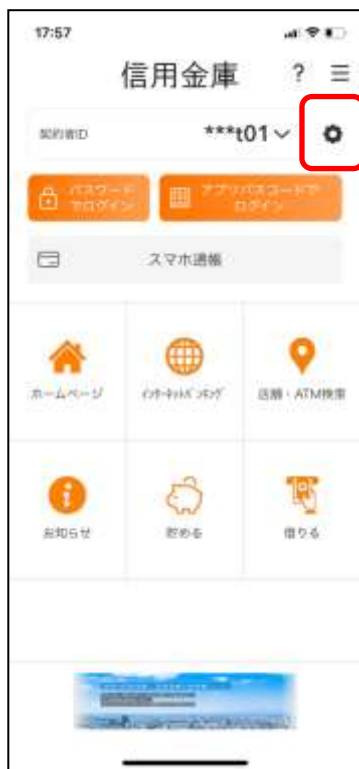 17:57
信用金庫 ?
契約者ID ***t01
パスワード
でログイン
アプリパスコードで
ログイン
スマホ通帳
ホームページ
インターネットバンキング
店舗・ATM検索
お知らせ
貯める
借りる